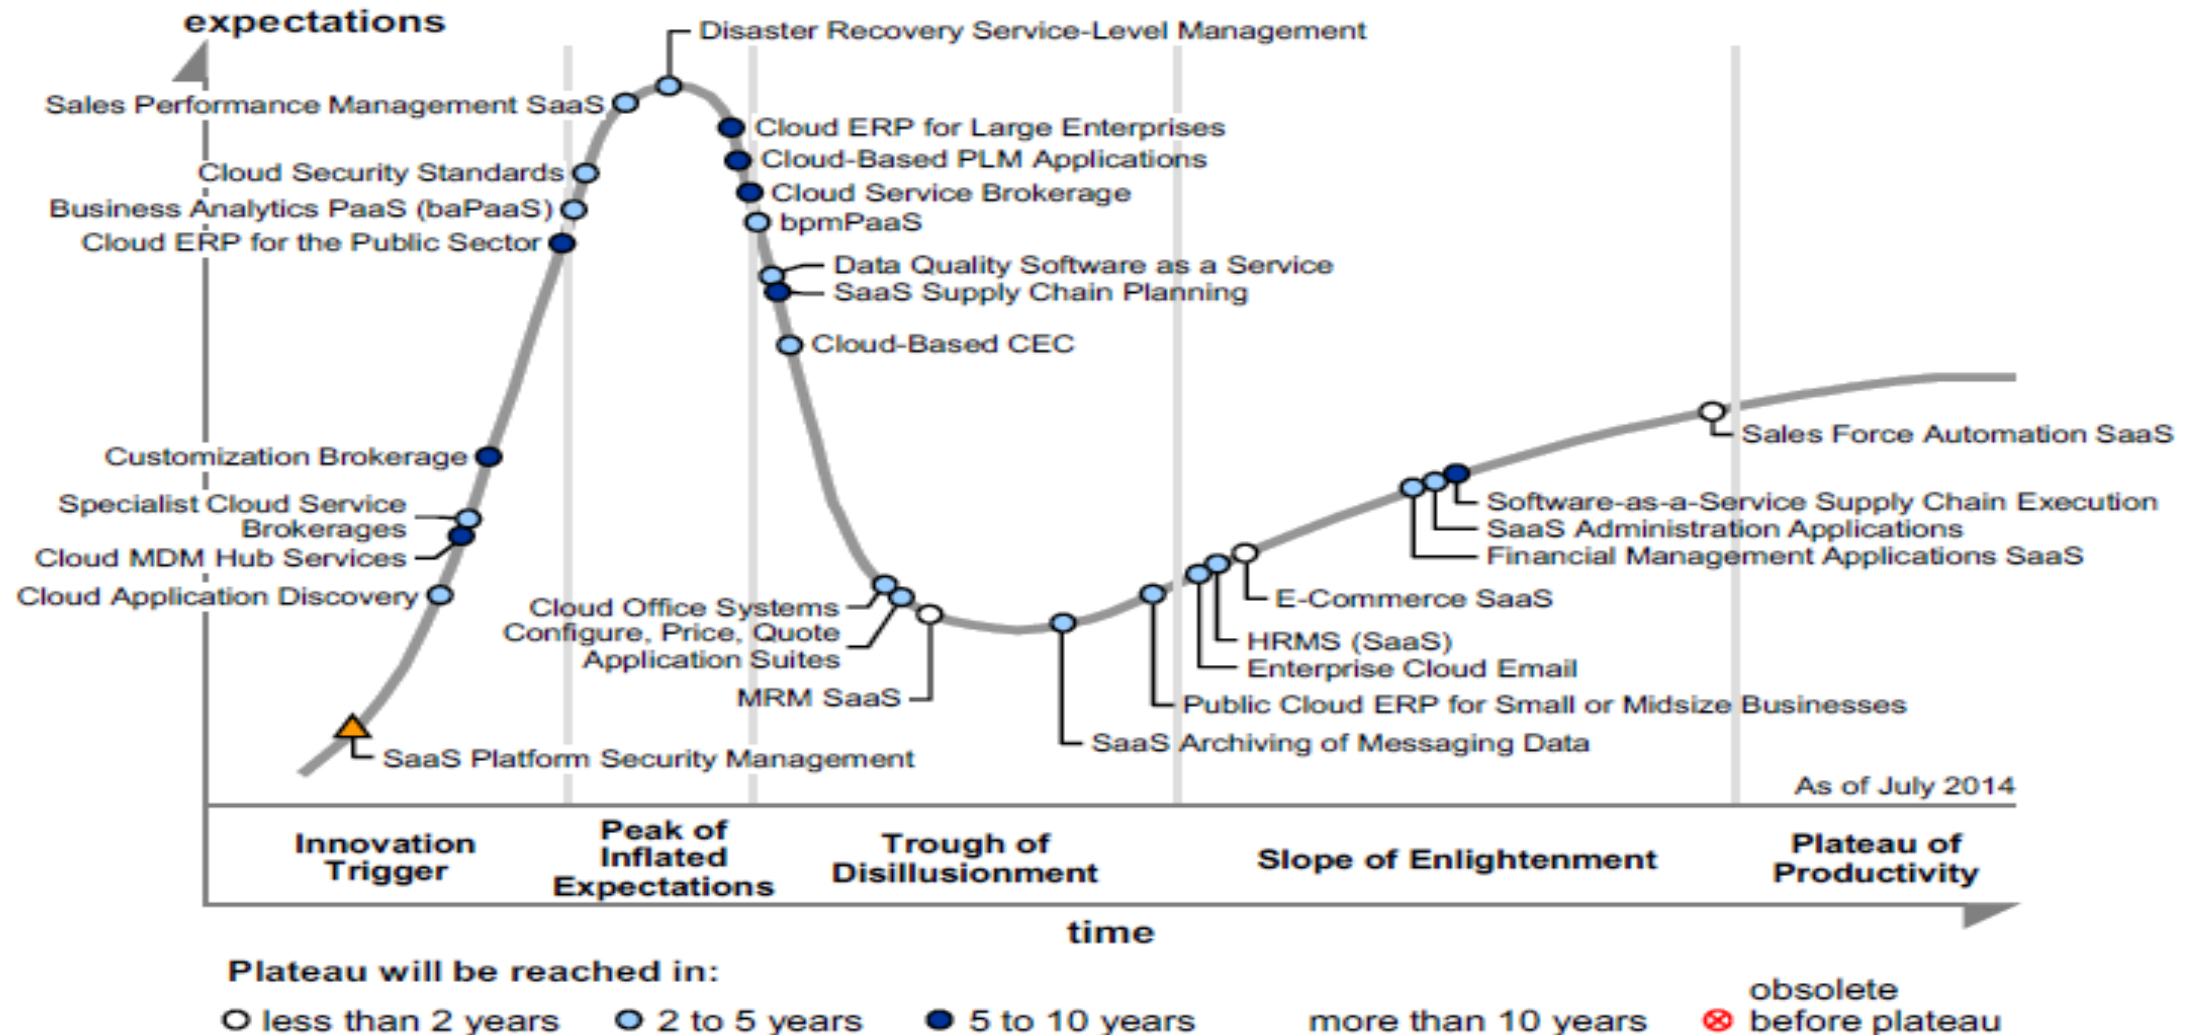 expectations
Disaster Recovery Service-Level Management
Sales Performance Management SaaS
Cloud ERP for Large Enterprises
Cloud-Based PLM Applications
Cloud Security Standards
Cloud Service Brokerage
Business Analytics PaaS (baPaaS)
bpmPaaS
Cloud ERP for the Public Sector
Data Quality Software as a Service
SaaS Supply Chain Planning
Cloud-Based CEC
Sales Force Automation SaaS
Customization Brokerage
Specialist Cloud Service
Brokerages
Cloud MDM Hub Services
Cloud Application Discovery
Software-as-a-Service Supply Chain Execution
SaaS Administration Applications
Financial Management Applications SaaS
Cloud Office Systems
Configure, Price, Quote
Application Suites
MRM SaaS
E-Commerce SaaS
HRMS (SaaS)
Enterprise Cloud Email
Public Cloud ERP for Small or Midsize Businesses
SaaS Archiving of Messaging Data
SaaS Platform Security Management
As of July 2014
Innovation
Trigger
Peak of
Inflated
Expectations
Trough of
Disillusionment
Slope of Enlightenment
Plateau of
Productivity
time
Plateau will be reached in:
less than 2 years
2 to 5 years
5 to 10 years
more than 10 years
obsolete
before plateau